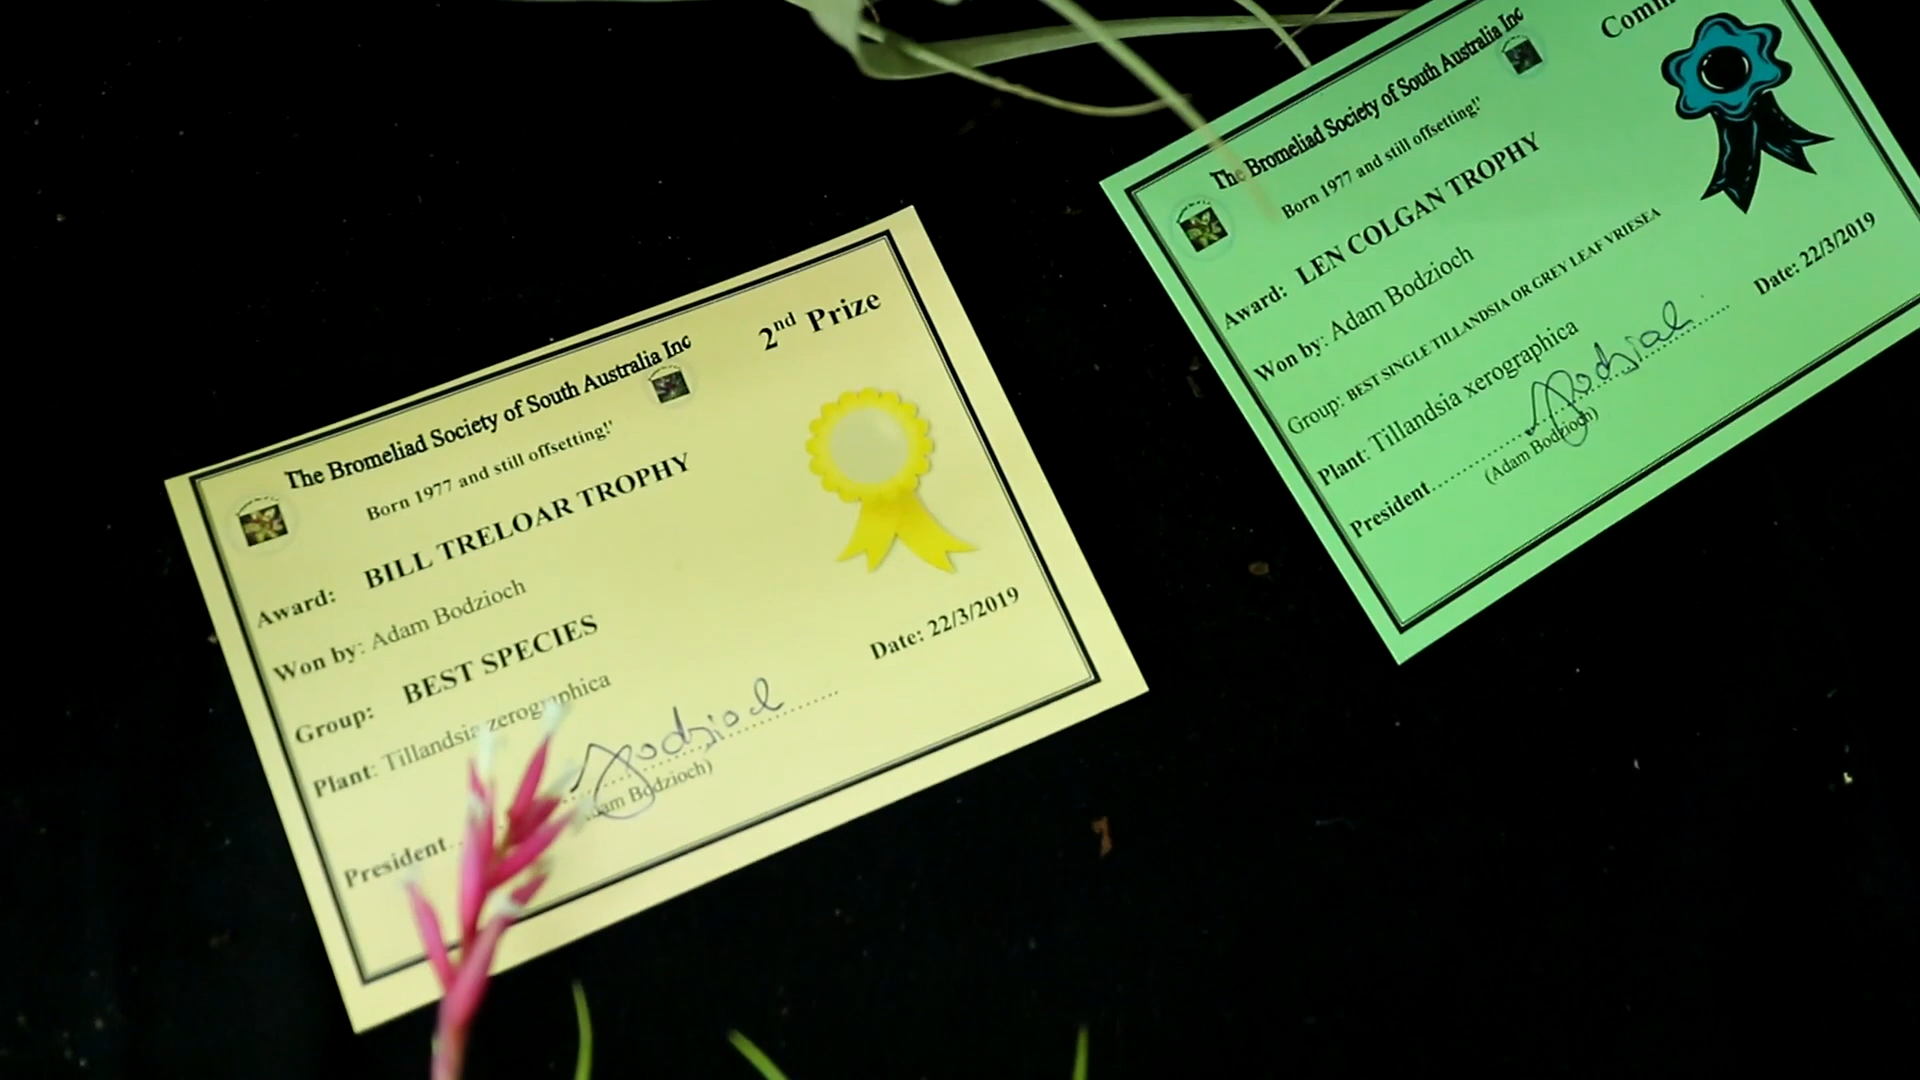 The Bromeliad Society of South Australia Inc
Born 1977 and still offsetting!'
2nd Prize
Award: BILL TRELOAR TROPHY
Won by: Adam Bodzioch
Group: BEST SPECIES
Plant: Tillandsia zerographica
Date: 22/3/2019
President
Adam Bodzioch)
The Bromeliad Society of South Australia Inc
Born 1977 and still offsetting!'
Award: LEN COLGAN TROPHY
Won by: Adam Bodzioch
Group: BEST SINGLE TILLANDSIA OR GREY LEAF VRIESEA
Plant: Tillandsia xerographica
Date: 22/3/2019
President
(Adam Bodzioch)